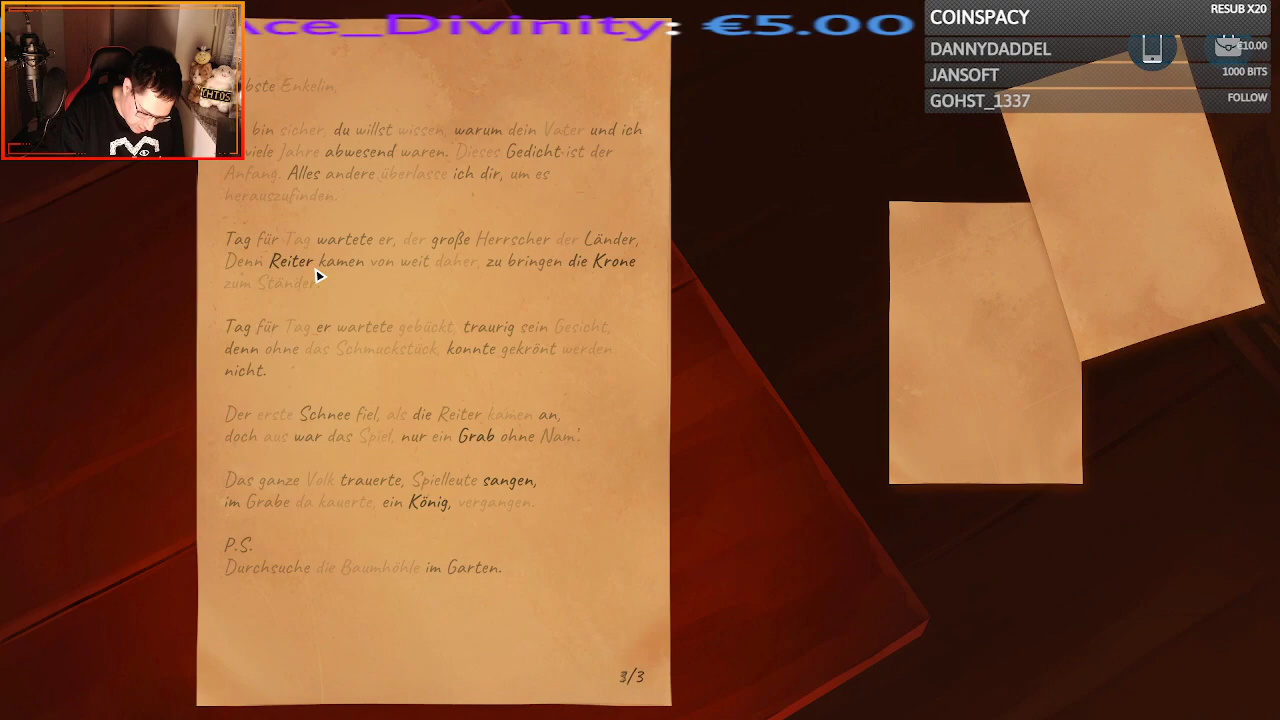 ace_Divinity: €5.00
COINSPACY RESUB X20
DANNYDADDEL €10.00
JANSOFT 1000 BITS
GOHST_1337 FOLLOW
bste Enkelin,
bin sicher, du willst wissen, warum dein Vater und ich
viele Jahre abwesend waren. Dieses Gedicht ist der
Anfang. Alles andere überlasse ich dir, um es
herauszufinden.
Tag für Tag wartete er, der große Herrscher der Länder,
Denn Reiter kamen von weit daher, zu bringen die Krone
zum Ständer.
Tag für Tag er wartete gebückt, traurig sein Gesicht,
denn ohne das Schmuckstück, konnte gekrönt werden
nicht.
Der erste Schnee fiel, als die Reiter kamen an,
doch aus war das Spiel, nur ein Grab ohne Nam'.
Das ganze Volk trauerte, Spielleute sangen,
im Grabe da kauerte, ein König, vergangen.
P.S.
Durchsuche die Baumhöhle im Garten.
3/3